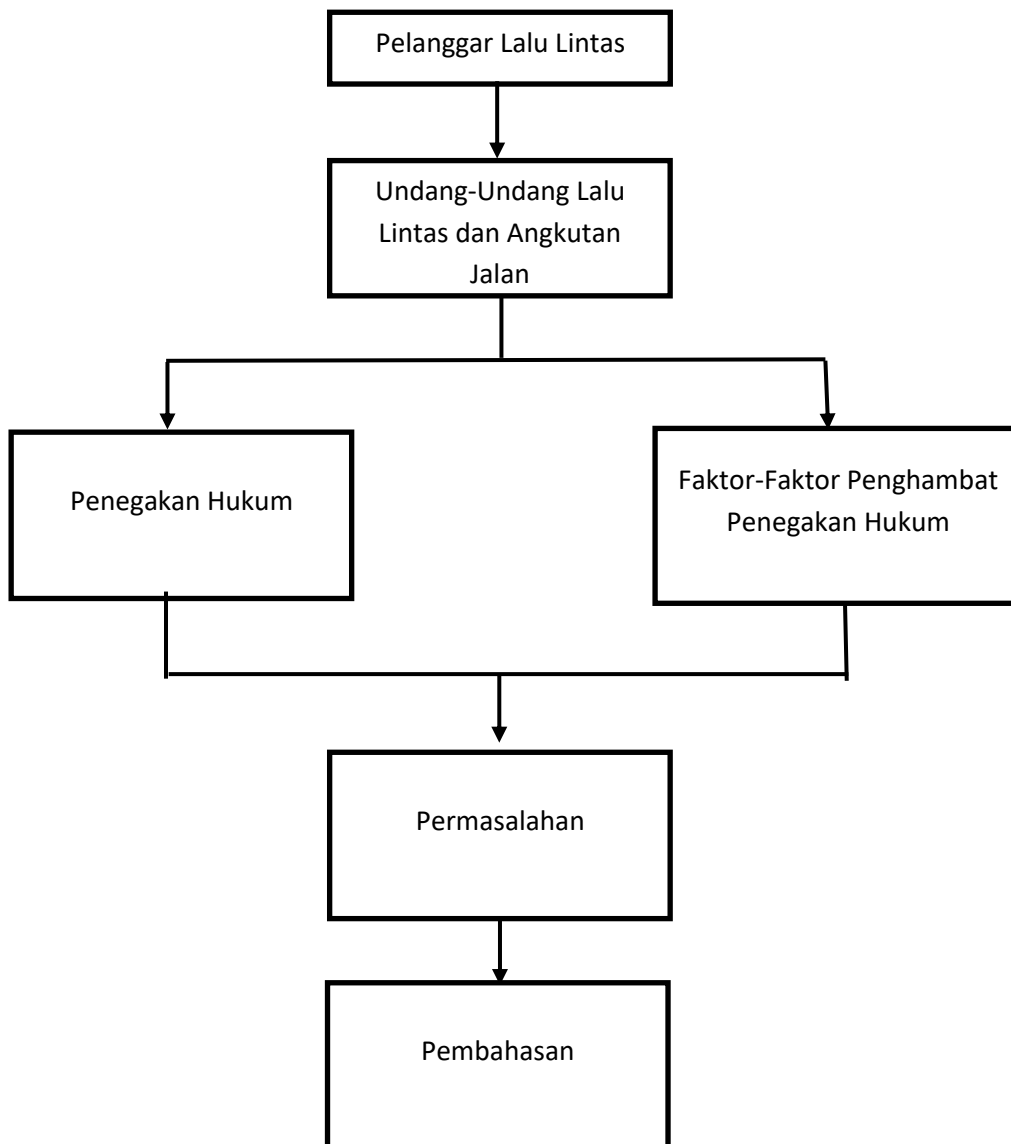 Pelanggar Lalu Lintas
Undang-Undang Lalu
Lintas dan Angkutan
Jalan
Penegakan Hukum
Faktor-Faktor Penghambat
Penegakan Hukum
Permasalahan
Pembahasan